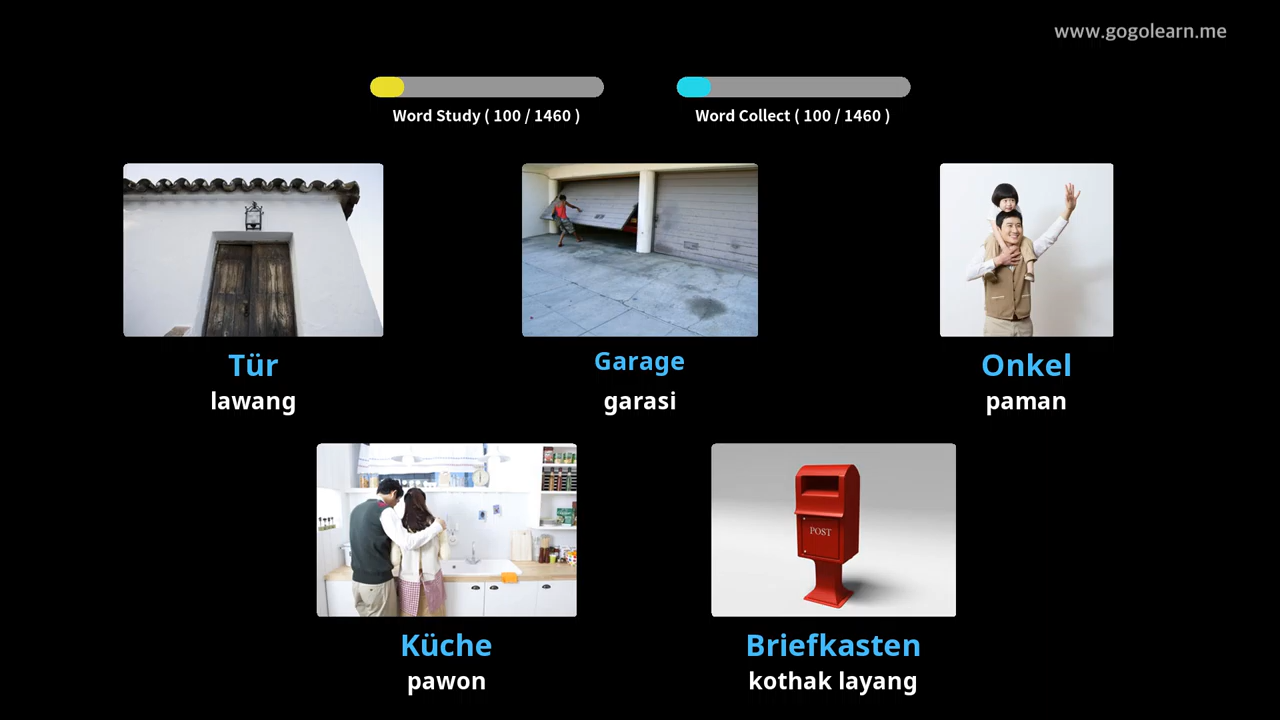 www.gogolearn.me
Word Study ( 100 / 1460 )
Word Collect ( 100 / 1460 )
Tür
lawang
Garage
garasi
Onkel
paman
POST
Küche
pawon
Briefkasten
kothak layang